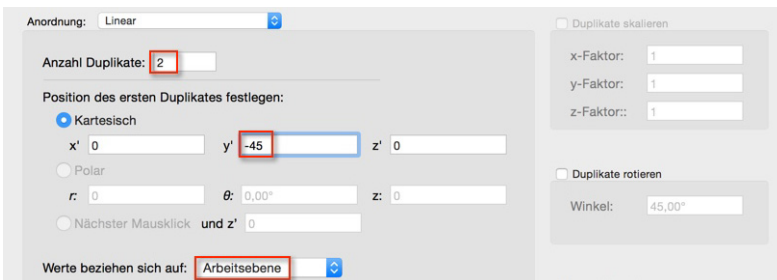 Anordnung: Linear
Anzahl Duplikate: 2
Position des ersten Duplikates festlegen:
Kartesisch
x' 0 y' -45 z' 0
Polar
r: 0 θ: 0,00° z: 0
Nächster Mausklick und z' 0
Werte beziehen sich auf: Arbeitsebene
Duplikate skalieren
x-Faktor: 1
y-Faktor: 1
z-Faktor:: 1
Duplikate rotieren
Winkel: 45,00°